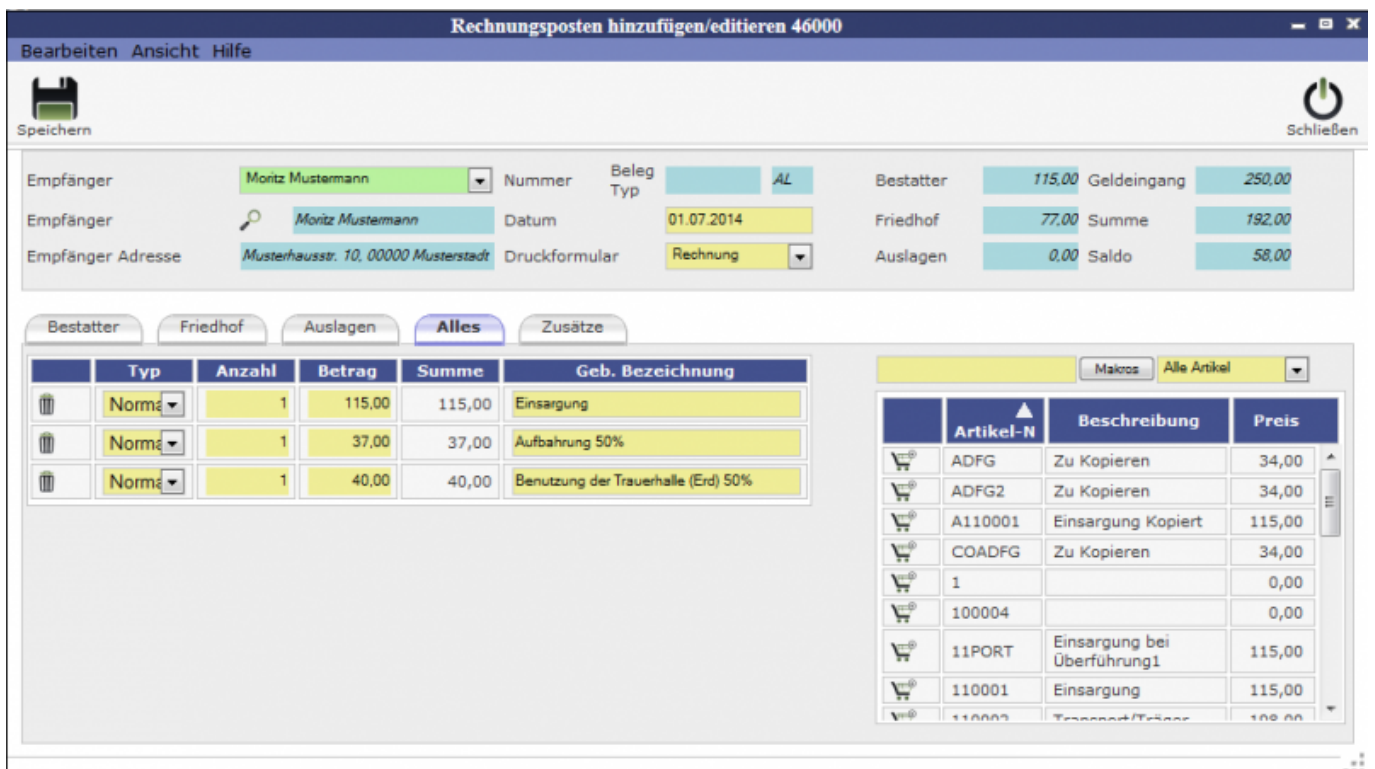 Rechnungsposten hinzufügen/editieren 46000
Bearbeiten Ansicht Hilfe
Speichern
Schließen
Empfänger Moritz Mustermann Nummer Beleg Typ AL Bestatter 115,00 Geldeingang 250,00
Empfänger Moritz Mustermann Datum 01.07.2014 Friedhof 77,00 Summe 192,00
Empfänger Adresse Musterhausstr. 10, 00000 Musterstadt Druckformular Rechnung Auslagen 0,00 Saldo 58,00
Bestatter Friedhof Auslagen Alles Zusätze
Typ Anzahl Betrag Summe Geb. Bezeichnung
Norma 1 115,00 115,00 Einsargung
Norma 1 37,00 37,00 Aufbahrung 50%
Norma 1 40,00 40,00 Benutzung der Trauerhalle (Erd) 50%
Makros Alle Artikel
Artikel-N Beschreibung Preis
ADFG Zu Kopieren 34,00
ADFG2 Zu Kopieren 34,00
A110001 Einsargung Kopiert 115,00
COADFG Zu Kopieren 34,00
1 0,00
100004 0,00
11PORT Einsargung bei Überführung1 115,00
110001 Einsargung 115,00
110002 Transport/Träger 108,00